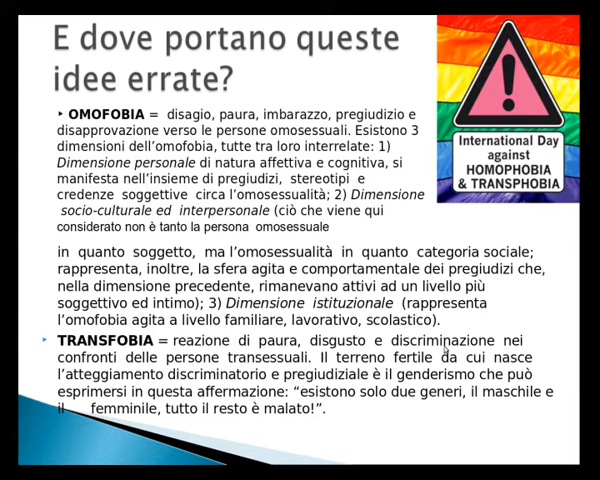 E dove portano queste
idee errate?
International Day
against
HOMOPHOBIA
& TRANSPHOBIA
‣ OMOFOBIA = disagio, paura, imbarazzo, pregiudizio e
disapprovazione verso le persone omosessuali. Esistono 3
dimensioni dell’omofobia, tutte tra loro interrelate: 1)
Dimensione personale di natura affettiva e cognitiva, si
manifesta nell’insieme di pregiudizi, stereotipi e
credenze soggettive circa l’omosessualità; 2) Dimensione
socio-culturale ed interpersonale (ciò che viene qui
considerato non è tanto la persona omosessuale
in quanto soggetto, ma l’omosessualità in quanto categoria sociale;
rappresenta, inoltre, la sfera agita e comportamentale dei pregiudizi che,
nella dimensione precedente, rimanevano attivi ad un livello più
soggettivo ed intimo); 3) Dimensione istituzionale (rappresenta
l’omofobia agita a livello familiare, lavorativo, scolastico).
‣ TRANSFOBIA = reazione di paura, disgusto e discriminazione nei
confronti delle persone transessuali. Il terreno fertile da cui nasce
l’atteggiamento discriminatorio e pregiudiziale è il genderismo che può
esprimersi in questa affermazione: “esistono solo due generi, il maschile e
il femminile, tutto il resto è malato!”.